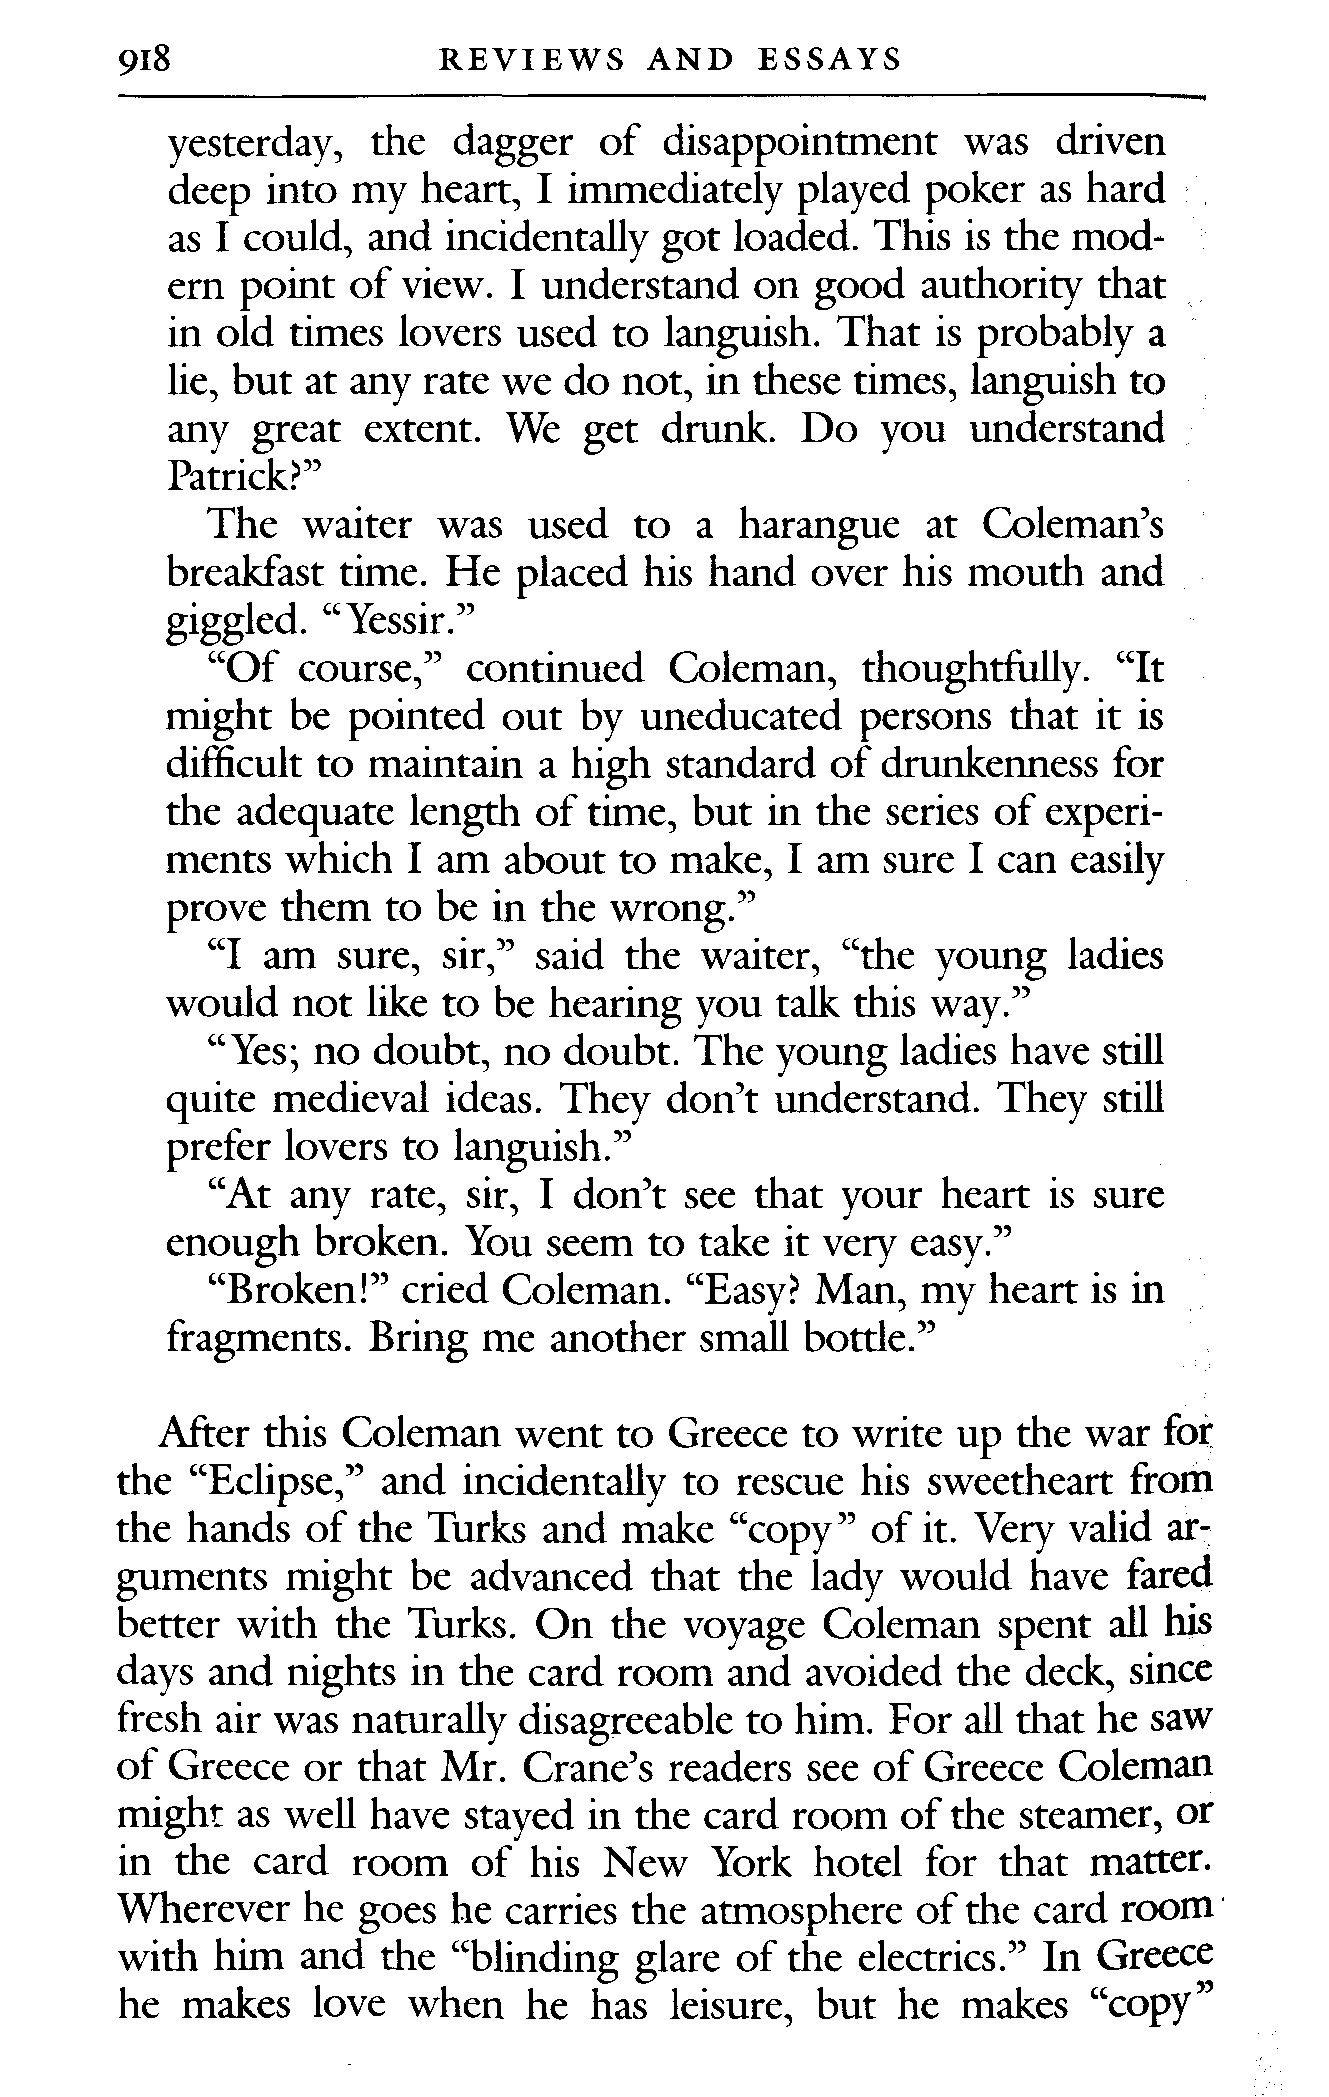 918 REVIEWS AND ESSAYS
yesterday, the dagger of disappointment was driven
deep into my heart, I immediately played poker as hard
as I could, and incidentally got loaded. This is the mod-
ern point of view. I understand on good authority that
in old times lovers used to languish. That is probably a
lie, but at any rate we do not, in these times, languish to
any great extent. We get drunk. Do you understand
Patrick?”
The waiter was used to a harangue at Coleman’s
breakfast time. He placed his hand over his mouth and
giggled. “Yessir.”
“Of course,” continued Coleman, thoughtfully. “It
might be pointed out by uneducated persons that it is
difficult to maintain a high standard of drunkenness for
the adequate length of time, but in the series of experi-
ments which I am about to make, I am sure I can easily
prove them to be in the wrong.”
“I am sure, sir,” said the waiter, “the young ladies
would not like to be hearing you talk this way.”
“Yes; no doubt, no doubt. The young ladies have still
quite medieval ideas. They don’t understand. They still
prefer lovers to languish.”
“At any rate, sir, I don’t see that your heart is sure
enough broken. You seem to take it very easy.”
“Broken!” cried Coleman. “Easy? Man, my heart is in
fragments. Bring me another small bottle.”
After this Coleman went to Greece to write up the war for
the “Eclipse,” and incidentally to rescue his sweetheart from
the hands of the Turks and make “copy” of it. Very valid ar-
guments might be advanced that the lady would have fared
better with the Turks. On the voyage Coleman spent all his
days and nights in the card room and avoided the deck, since
fresh air was naturally disagreeable to him. For all that he saw
of Greece or that Mr. Crane’s readers see of Greece Coleman
might as well have stayed in the card room of the steamer, or
in the card room of his New York hotel for that matter.
Wherever he goes he carries the atmosphere of the card room
with him and the “blinding glare of the electrics.” In Greece
he makes love when he has leisure, but he makes “copy”